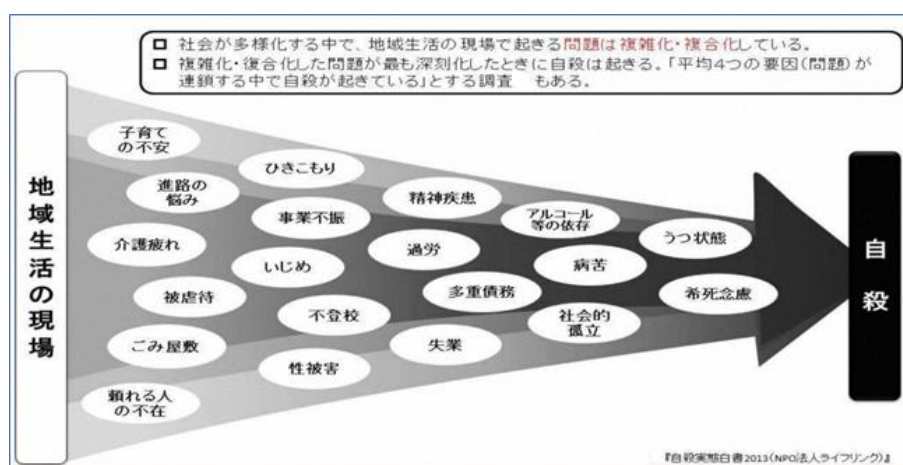 □ 社会が多様化する中で、地域生活の現場で起きる問題は複雑化・複合化している。
□ 複雑化・復合化した問題が最も深刻化したときに自殺は起きる。「平均4つの要因(問題)が
連鎖する中で自殺が起きている」とする調査 もある。
地域生活の現場
子育て
の不安
進路の
悩み
介護疲れ
被虐待
ごみ屋敷
頼れる人
の不在
ひきこもり
事業不振
いじめ
不登校
性被害
精神疾患
過労
多重債務
失業
アルコール
等の依存
病苦
社会的
孤立
うつ状態
希死念慮
自殺
『自殺実態白書2013(NPO法人ライフリンク)』